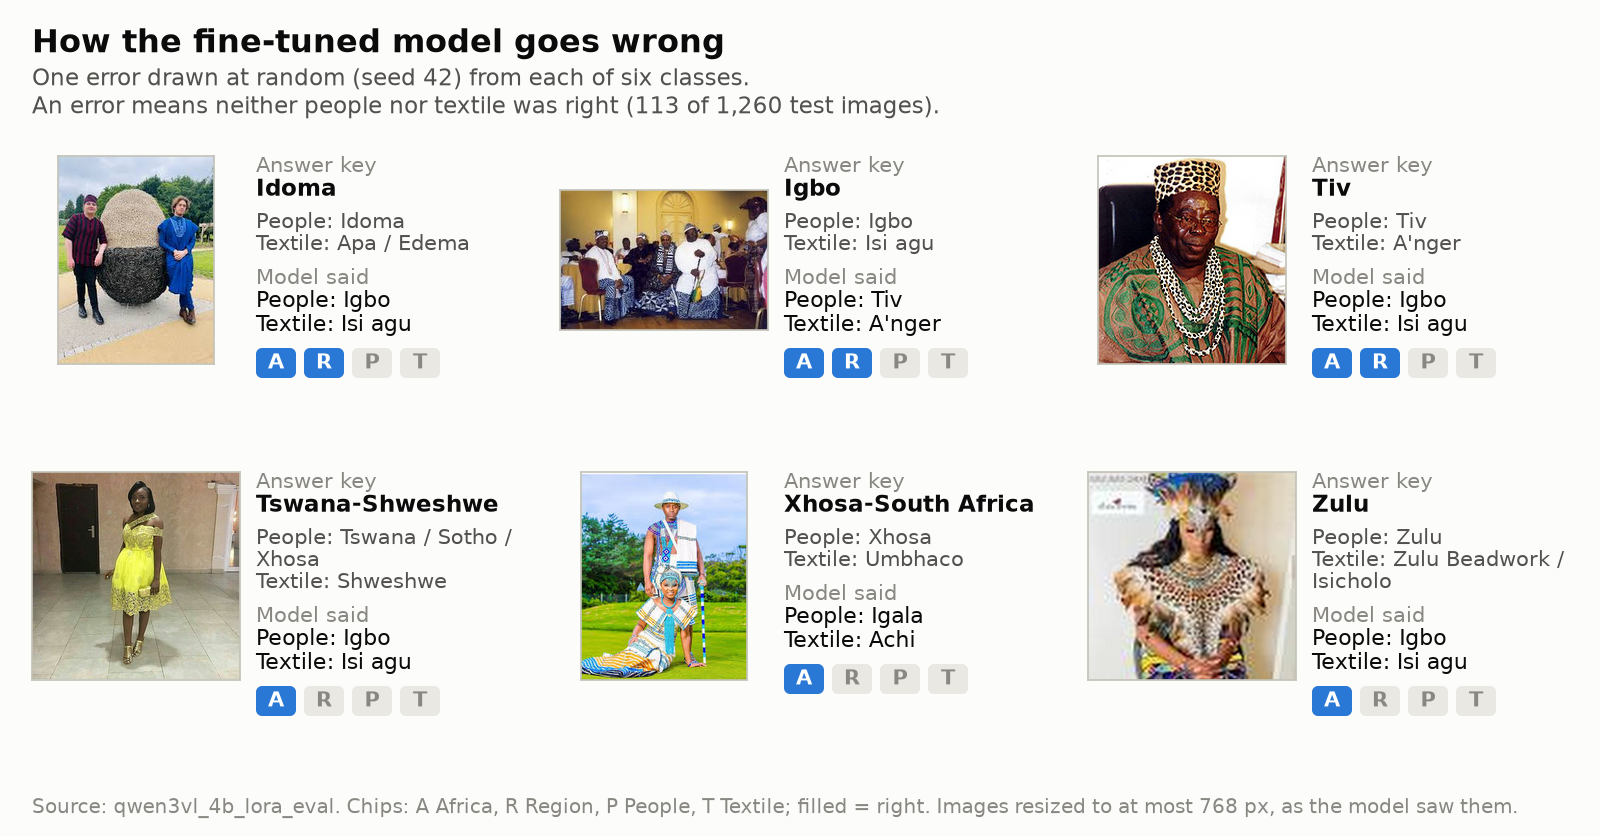 How the fine-tuned model goes wrong
One error drawn at random (seed 42) from each of six classes.
An error means neither people nor textile was right (113 of 1,260 test images).
Answer key
Idoma
People: Idoma
Textile: Apa / Edema
Model said
People: Igbo
Textile: Isi agu
A R P T
Answer key
Igbo
People: Igbo
Textile: Isi agu
Model said
People: Tiv
Textile: A'nger
A R P T
Answer key
Tiv
People: Tiv
Textile: A'nger
Model said
People: Igbo
Textile: Isi agu
A R P T
Answer key
Tswana-Shweshwe
People: Tswana / Sotho /
Xhosa
Textile: Shweshwe
Model said
People: Igbo
Textile: Isi agu
A R P T
Answer key
Xhosa-South Africa
People: Xhosa
Textile: Umbhaco
Model said
People: Igala
Textile: Achi
A R P T
Answer key
Zulu
People: Zulu
Textile: Zulu Beadwork /
Isicholo
Model said
People: Igbo
Textile: Isi agu
A R P T
Source: qwen3vl_4b_lora_eval. Chips: A Africa, R Region, P People, T Textile; filled = right. Images resized to at most 768 px, as the model saw them.